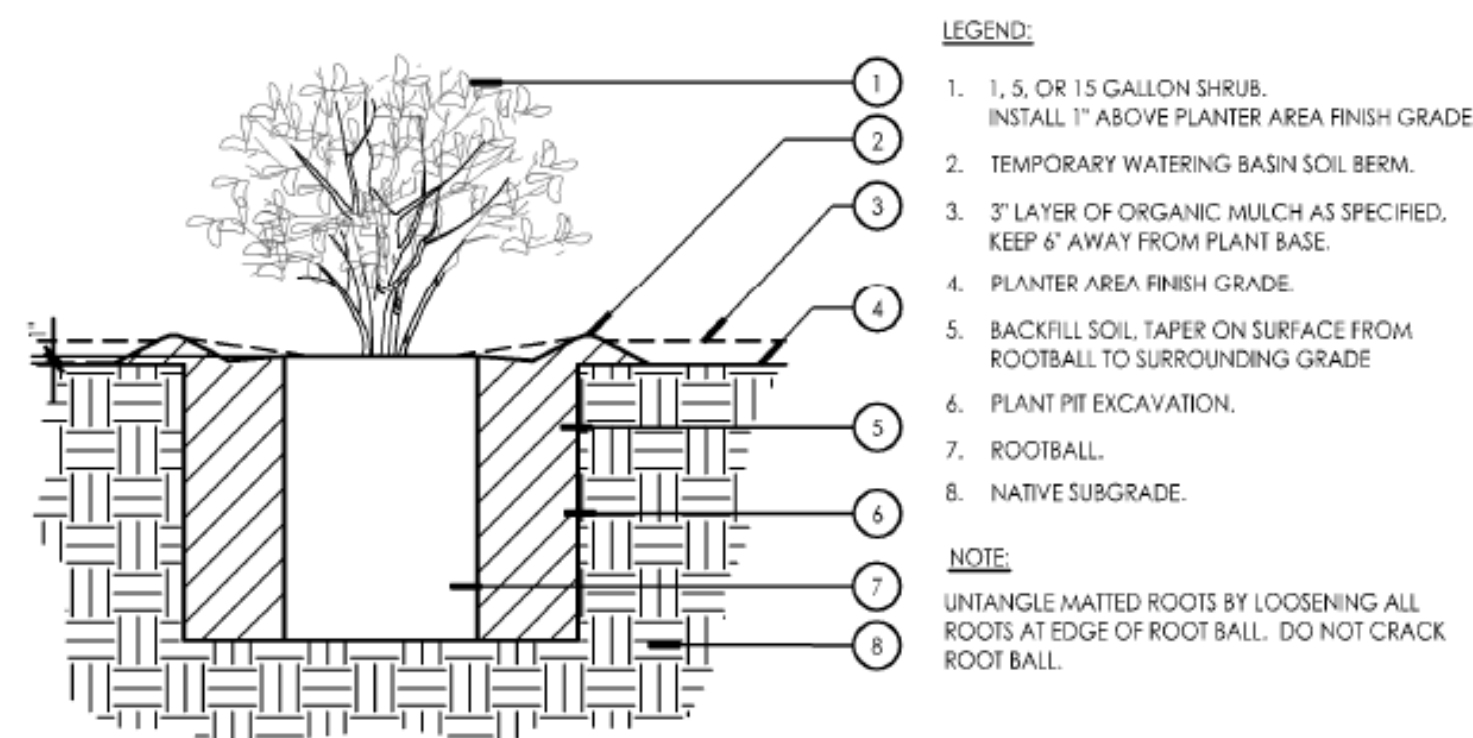 1"
1
2
3
4
5
6
7
8
LEGEND:
1. 1, 5, OR 15 GALLON SHRUB.
INSTALL 1" ABOVE PLANTER AREA FINISH GRADE
2. TEMPORARY WATERING BASIN SOIL BERM.
3. 3" LAYER OF ORGANIC MULCH AS SPECIFIED,
KEEP 6" AWAY FROM PLANT BASE.
4. PLANTER AREA FINISH GRADE.
5. BACKFILL SOIL, TAPER ON SURFACE FROM
ROOTBALL TO SURROUNDING GRADE
6. PLANT PIT EXCAVATION.
7. ROOTBALL.
8. NATIVE SUBGRADE.
NOTE:
UNTANGLE MATTED ROOTS BY LOOSENING ALL
ROOTS AT EDGE OF ROOT BALL. DO NOT CRACK
ROOT BALL.